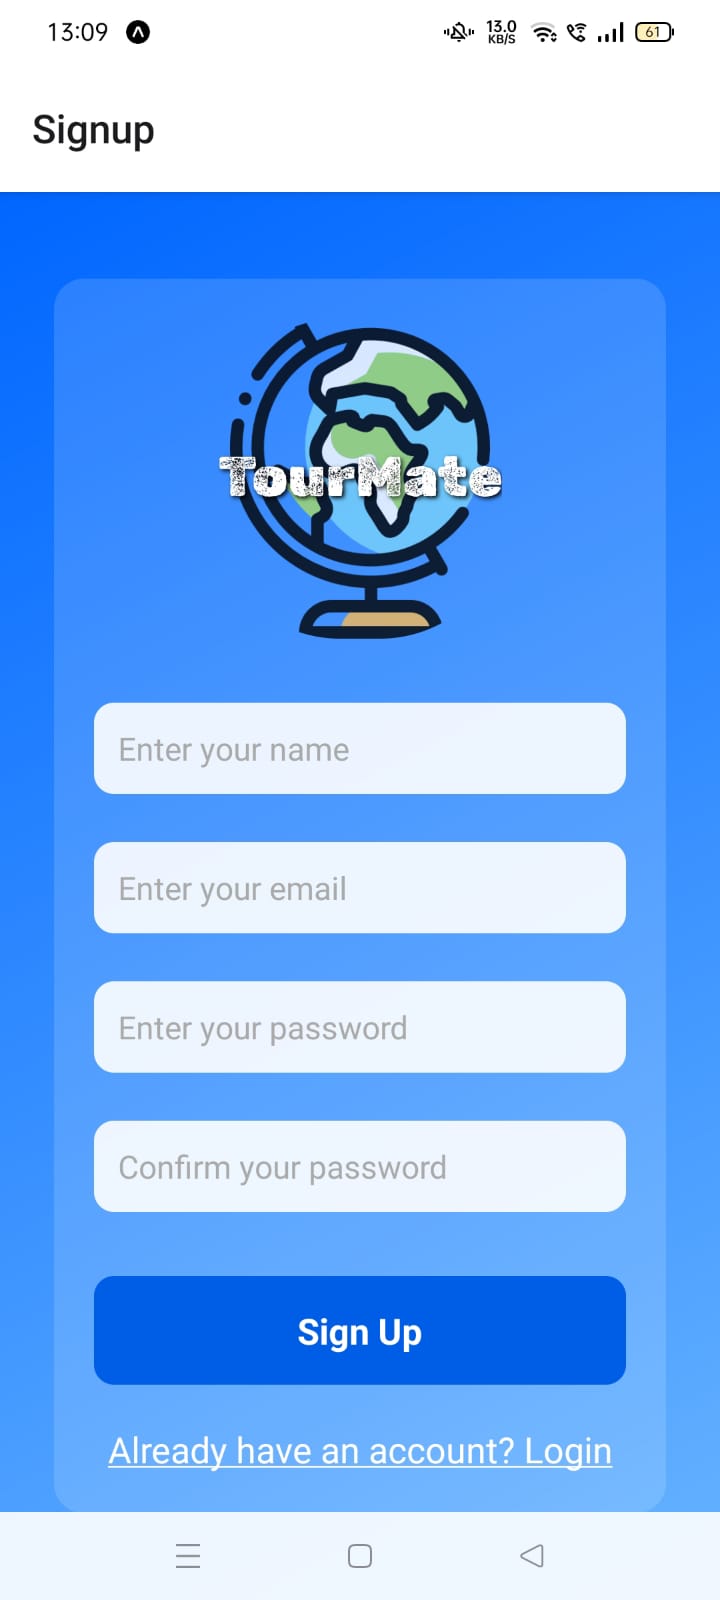 13:09 13.0 KB/S 61
Signup
TourMate
Enter your name
Enter your email
Enter your password
Confirm your password
Sign Up
Already have an account? Login